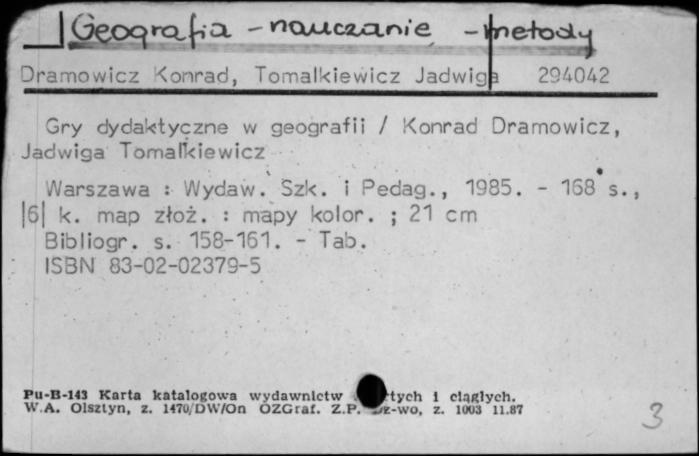 Geografia - nauczanie - metody
Dramowicz Konrad, Tomalkiewicz Jadwiga 294042
Gry dydaktyczne w geografii / Konrad Dramowicz,
Jadwiga Tomalkiewicz
Warszawa : Wydaw. Szk. i Pedag., 1985. - 168 s.,
|6| k. map złoż. : mapy kolor. ; 21 cm
Bibliogr. s. 158-161. - Tab.
ISBN 83-02-02379-5
Pu-B-143 Karta katalogowa wydawnictw i ciągłych.
W.A. Olsztyn, z. 1470/DW/On OZGraf. Z.P. z. 1003 11.87
3